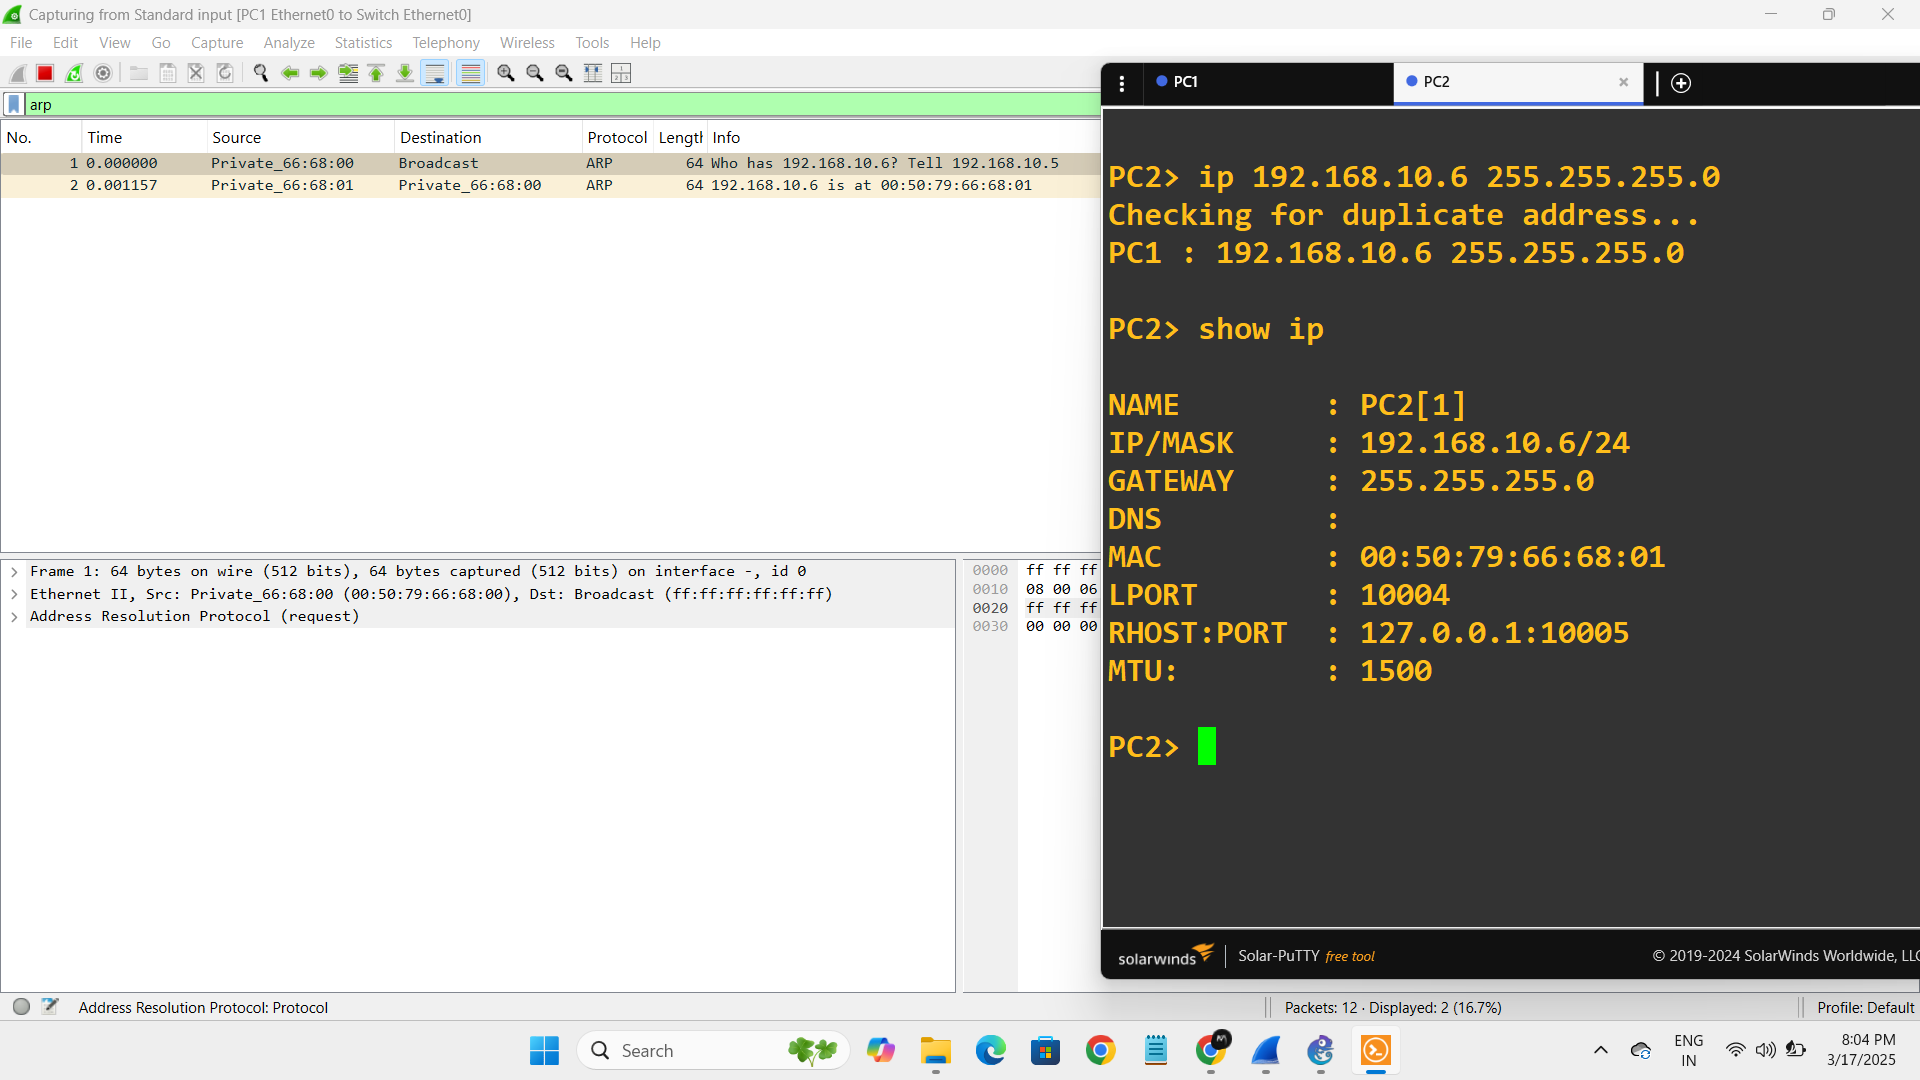 Capturing from Standard input [PC1 Ethernet0 to Switch Ethernet0]
File Edit View Go Capture Analyze Statistics Telephony Wireless Tools Help
arp
No. Time Source Destination Protocol Length Info
1 0.000000 Private_66:68:00 Broadcast ARP 64 Who has 192.168.10.6? Tell 192.168.10.5
2 0.001157 Private_66:68:01 Private_66:68:00 ARP 64 192.168.10.6 is at 00:50:79:66:68:01
Frame 1: 64 bytes on wire (512 bits), 64 bytes captured (512 bits) on interface -, id 0
Ethernet II, Src: Private_66:68:00 (00:50:79:66:68:00), Dst: Broadcast (ff:ff:ff:ff:ff:ff)
Address Resolution Protocol (request)
0000 ff ff ff
0010 08 00 06
0020 ff ff ff
0030 00 00 00
PC1
PC2
PC2> ip 192.168.10.6 255.255.255.0
Checking for duplicate address...
PC1 : 192.168.10.6 255.255.255.0
PC2> show ip
NAME : PC2[1]
IP/MASK : 192.168.10.6/24
GATEWAY : 255.255.255.0
DNS :
MAC : 00:50:79:66:68:01
LPORT : 10004
RHOST:PORT : 127.0.0.1:10005
MTU: : 1500
PC2>
solarwinds Solar-PuTTY free tool © 2019-2024 SolarWinds Worldwide, LLC
Address Resolution Protocol: Protocol
Packets: 12 · Displayed: 2 (16.7%)
Profile: Default
Search
M
ENG
IN
8:04 PM
3/17/2025